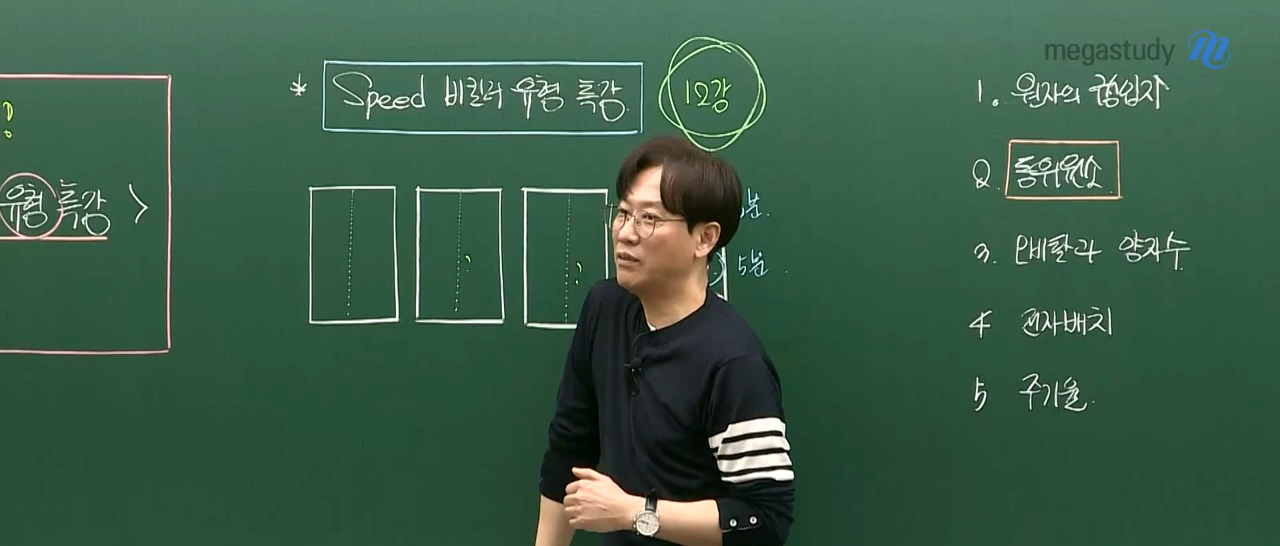 megastudy
?
유형 특강 >
* Speed 비킬러 유형 특강 12강
분.
5분.
1. 원자의 구성입자
2. 동위원소
3. 오비탈과 양자수
4 전자배치
5 주기율.